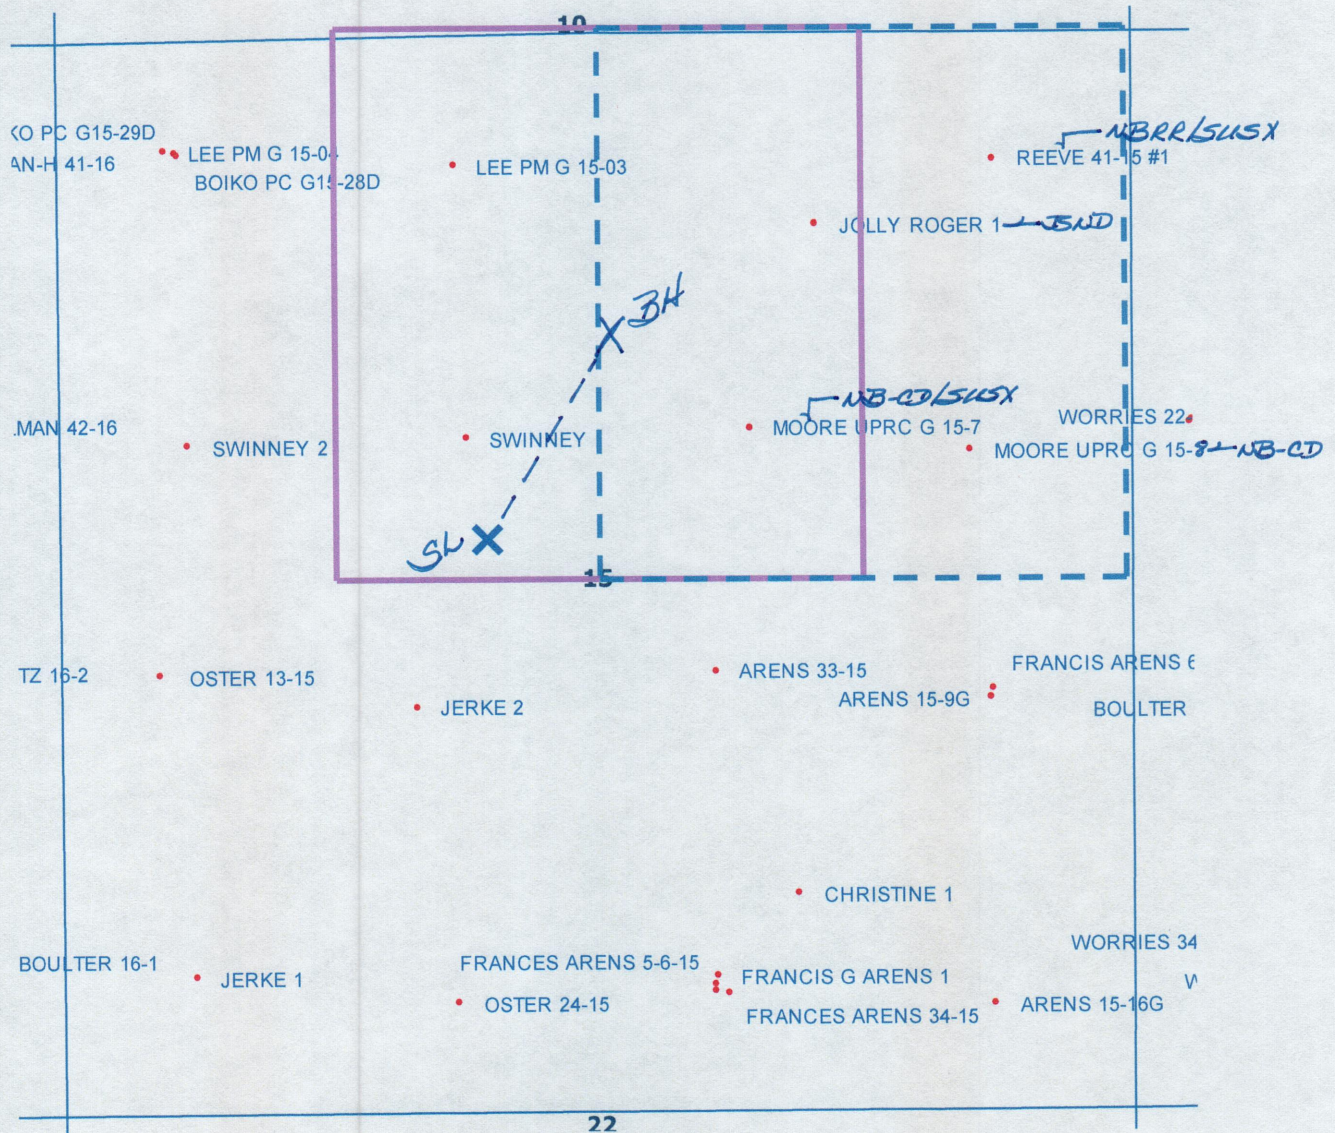 10
KO PC G15-29D
NBRR/SUSX
AN-H 41-16
LEE PM G 15-04
LEE PM G 15-03
REEVE 41-15 #1
BOIKO PC G15-28D
JOLLY ROGER 1
JSND
BH
NB-CD/SUSX
MAN 42-16
SWINNEY 2
SWINNEY
MOORE UPRC G 15-7
WORRIES 22-
MOORE UPRC G 15-8
NB-CD
SL
15
TZ 16-2
OSTER 13-15
ARENS 33-15
FRANCIS ARENS 6
JERKE 2
ARENS 15-9G
BOULTER
CHRISTINE 1
WORRIES 34
BOULTER 16-1
JERKE 1
FRANCES ARENS 5-6-15
FRANCIS G ARENS 1
W
OSTER 24-15
FRANCES ARENS 34-15
ARENS 15-16G
22